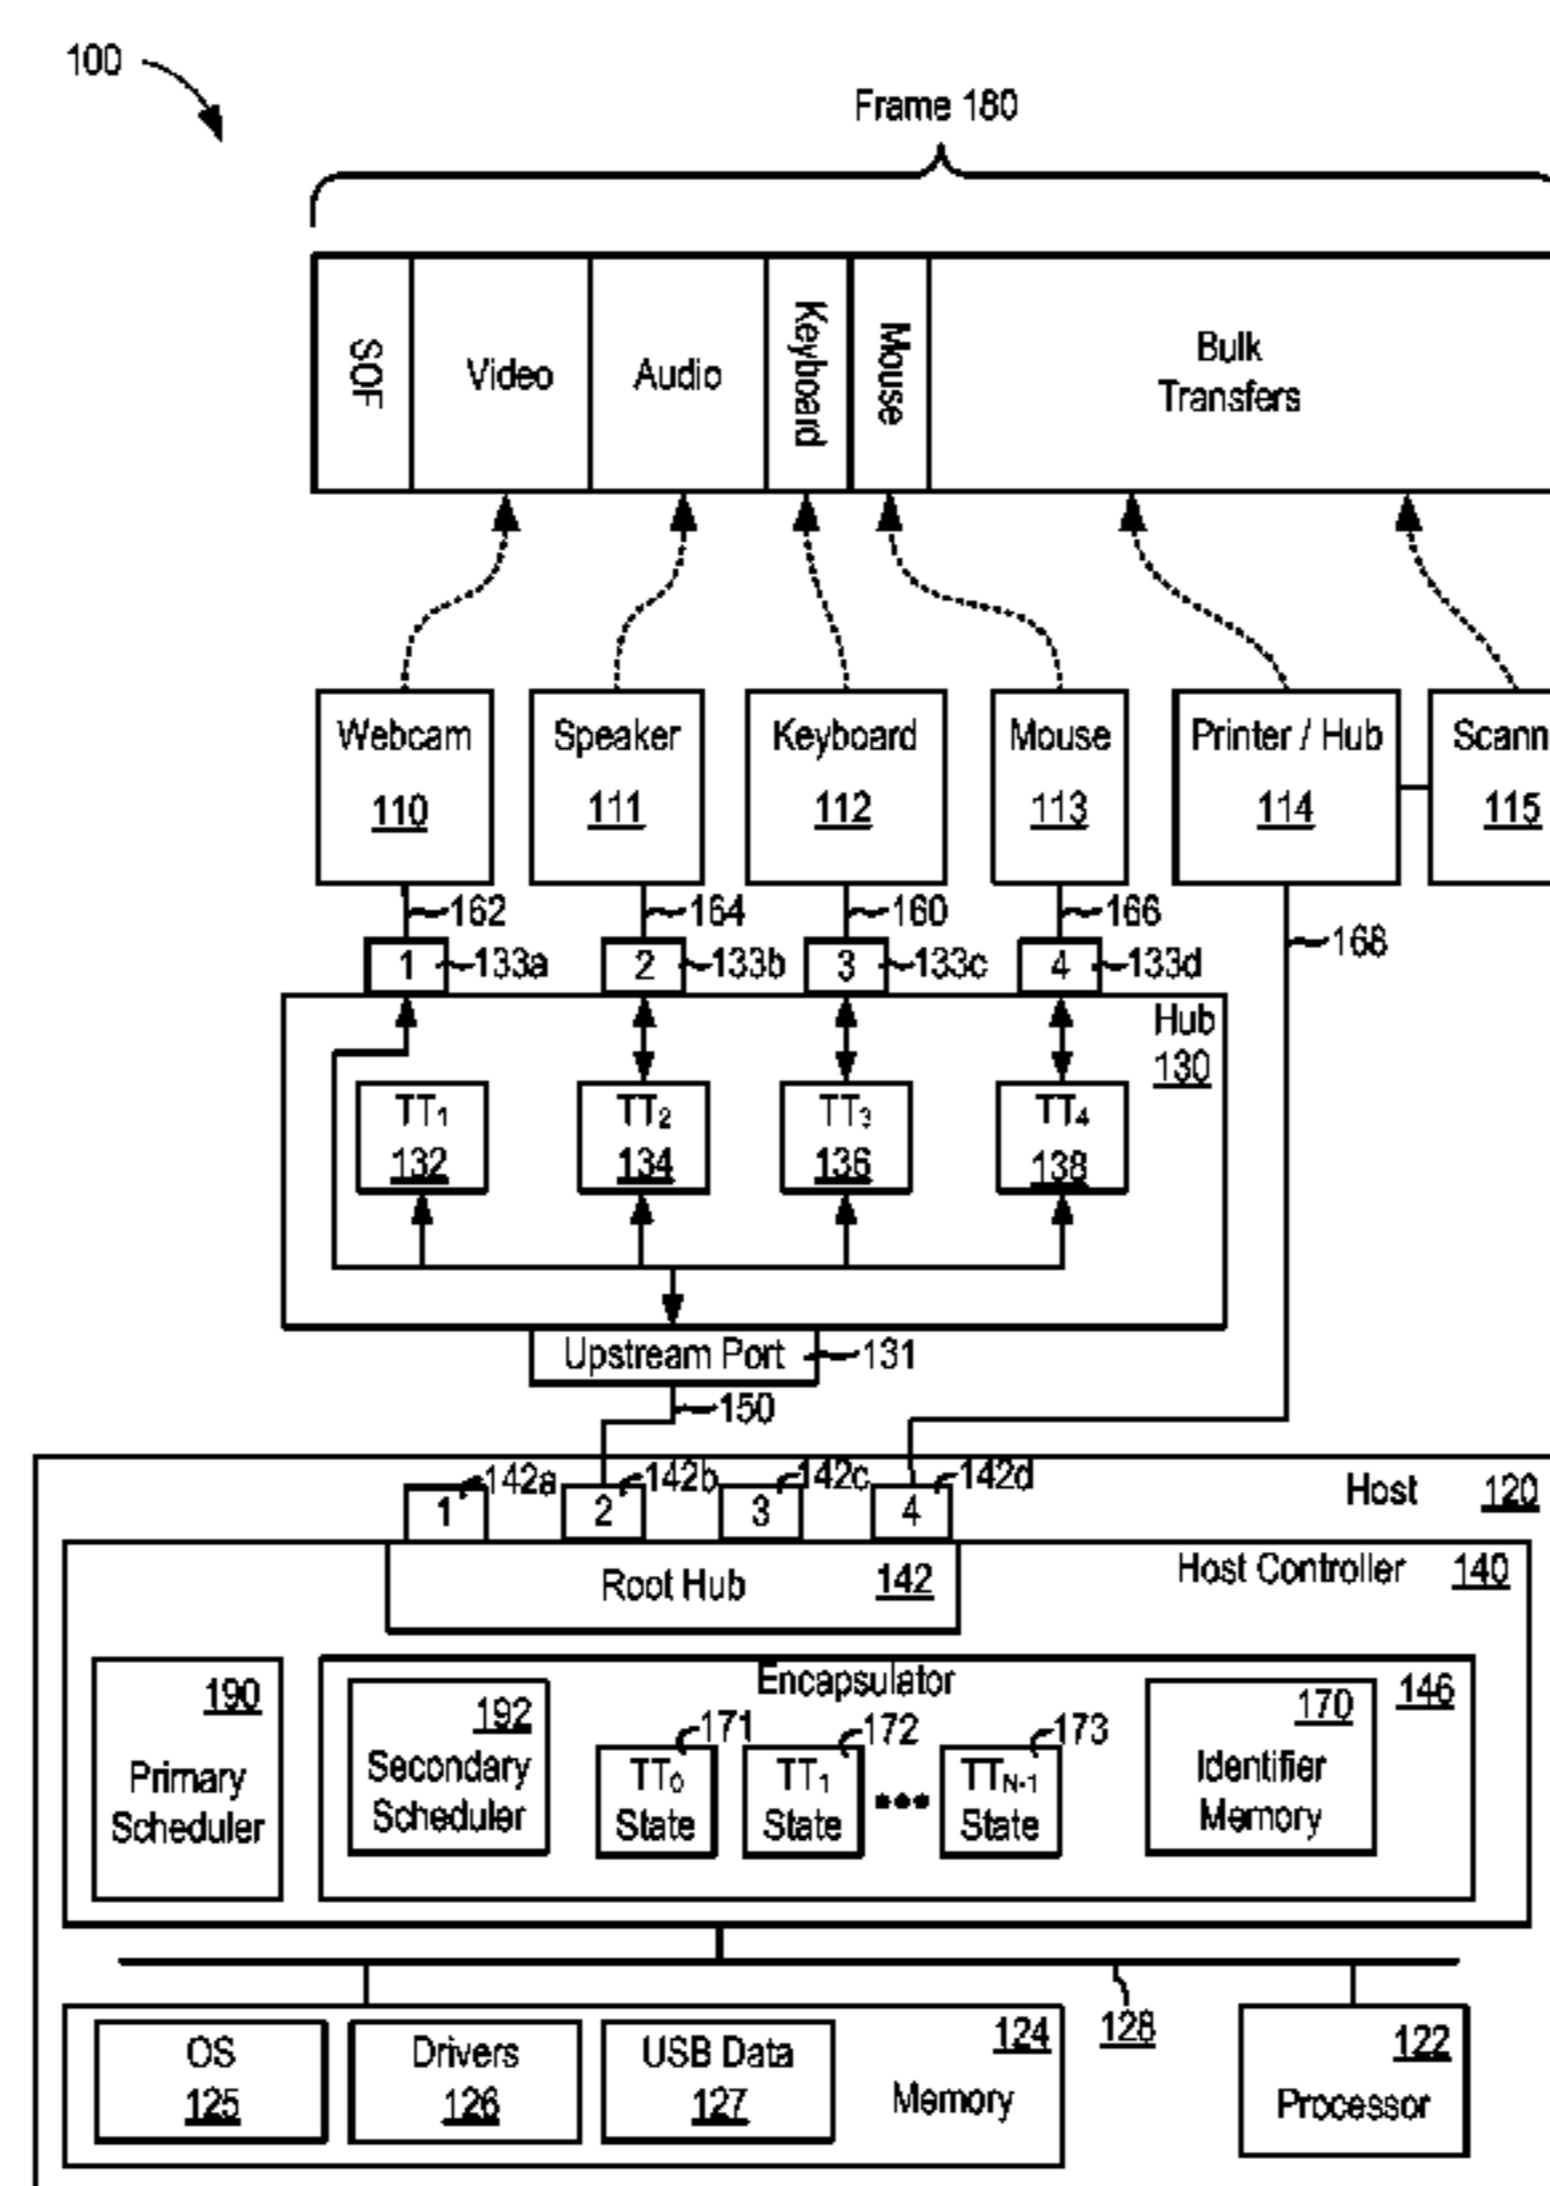 100
Frame 180
SOF
Video
Audio
Keyboard
Mouse
Bulk
Transfers
Webcam
110
Speaker
111
Keyboard
112
Mouse
113
Printer / Hub
114
Scann
115
162
164
160
166
168
1
133a
2
133b
3
133c
4
133d
Hub
130
TT1
132
TT2
134
TT3
136
TT4
138
Upstream Port
131
150
1
142a
2
142b
3
142c
4
142d
Host 120
Root Hub 142
Host Controller 140
190
Primary
Scheduler
Encapsulator
146
192
Secondary
Scheduler
171
TT0
State
172
TT1
State
•••
173
TTN-1
State
170
Identifier
Memory
OS
125
Drivers
126
USB Data
127
124
Memory
128
122
Processor